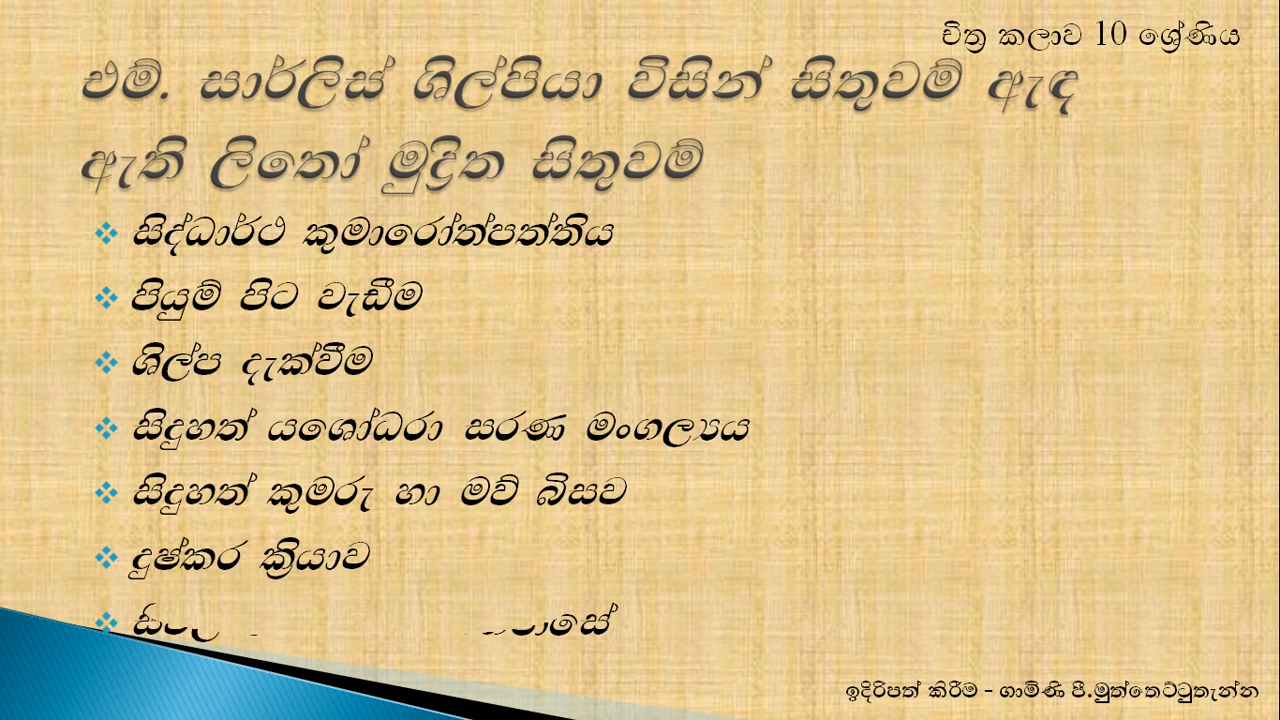 චිත්‍ර කලාව 10 ශ්‍රේණිය
එම්. සාර්ලිස් ශිල්පියා විසින් සිතුවම් ඇඳ
ඇති ලිතෝ මුද්‍රිත සිතුවම්
සිද්ධාර්ථ කුමාරෝත්පත්තිය
පියුම් පිට වැඩීම
ශිල්ප දැක්වීම
සිදුහත් යශෝධරා සරණ මංගල්‍යය
සිදුහත් කුමරු හා මව් බිසව
දුෂ්කර ක්‍රියාව
ඉදිරිපත් කිරීම - ගාමිණි පී.මුත්තෙට්ටුතැන්න